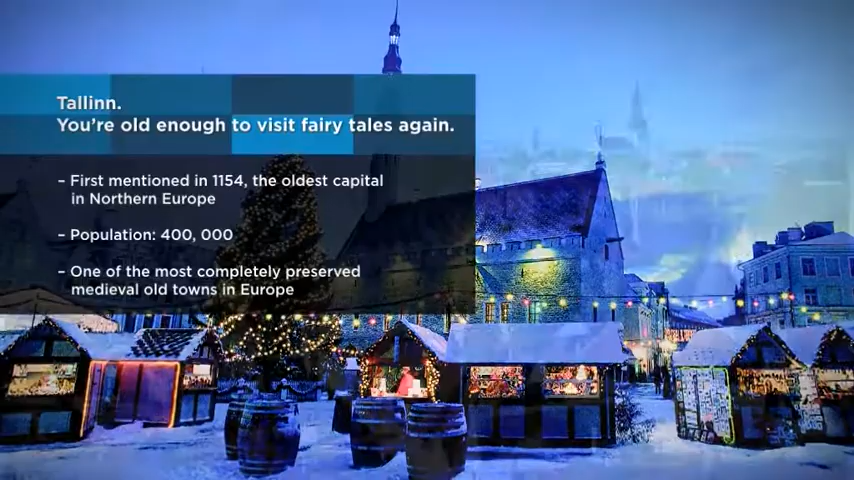 Tallinn.
You're old enough to visit fairy tales again.
– First mentioned in 1154, the oldest capital
in Northern Europe
– Population: 400, 000
– One of the most completely preserved
medieval old towns in Europe